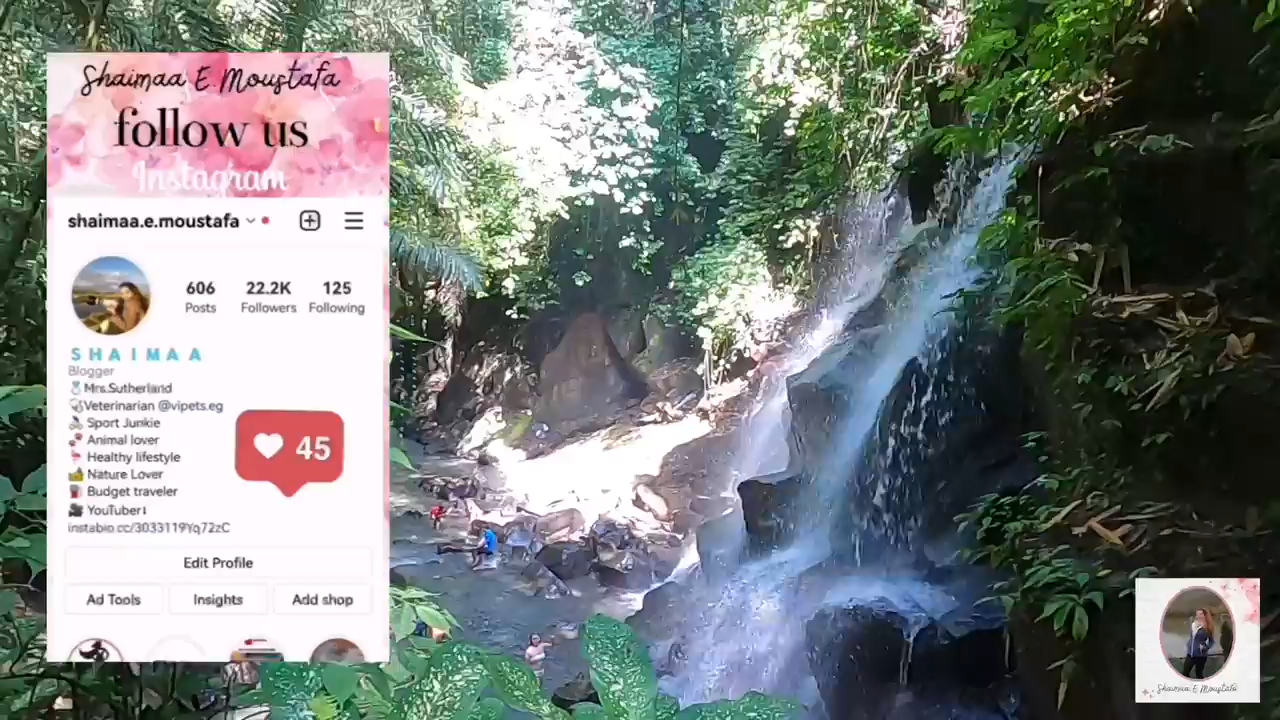 Shaimaa E Moustafa
follow us
Instagram
shaimaa.e.moustafa
606
22.2K
125
Posts
Followers
Following
SHAIMAA
Blogger
Mrs.Sutherland
Veterinarian @vipets.eg
Sport Junkie
Animal lover
Healthy lifestyle
45
Nature Lover
Budget traveler
YouTuber
instabio.cc/3033119Yq72zC
Edit Profile
Ad Tools
Insights
Add shop
Shaimaa E Moustafa